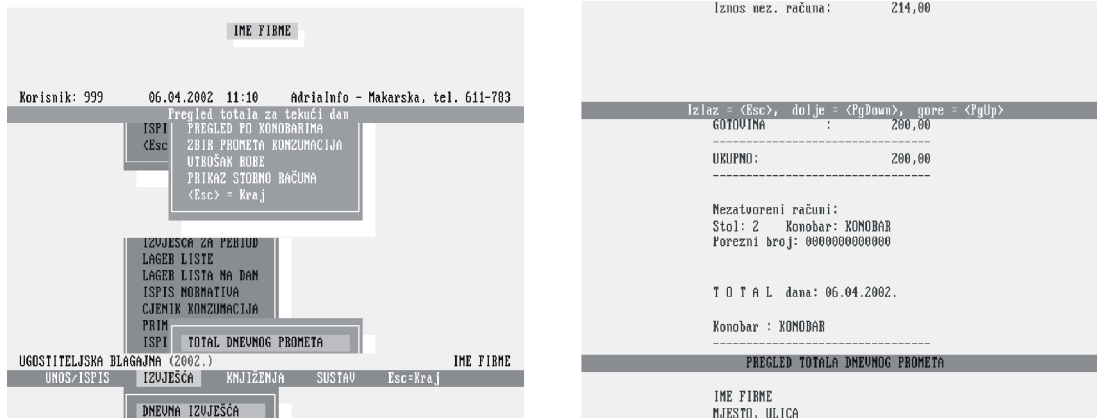 IME FIRME
Korisnik: 999 06.04.2002 11:10 AdriaInfo - Makarska, tel. 611-783
Pregled totala za tekući dan
ISPI PREGLED PO KONOBARIMA
<Esc ZBIR PROMETA KONZUMACIJA
UTROŠAK ROBE
PRIKAZ STORNO RAČUNA
<Esc> = Kraj
IZVJEŠĆA ZA PERIOD
LAGER LISTE
LAGER LISTA NA DAN
ISPIS NORMATIVA
CJENIK KONZUMACIJA
PRIM
ISPI TOTAL DNEVNOG PROMETA
UGOSTITELJSKA BLAGAJNA (2002.) IME FIRME
UNOS/ISPIS IZVJEŠĆA KNJIŽENJA SUSTAV Esc=Kraj
DNEVNA IZVJEŠĆA
Iznos nez. računa: 214,00
Izlaz = <Esc>, dolje = <PgDown>, gore = <PgUp>
GOTOVINA : 200,00
--------------------------------
UKUPNO: 200,00
--------------------------------
Nezatvoreni računi:
Stol: 2 Konobar: KONOBAR
Porezni broj: 0000000000000
T O T A L dana: 06.04.2002.
Konobar : KONOBAR
--------------------------------
PREGLED TOTALA DNEVNOG PROMETA
IME FIRME
MJESTO, ULICA